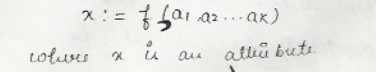 x := f (a1, a2 ... ak)
where x is an attribute